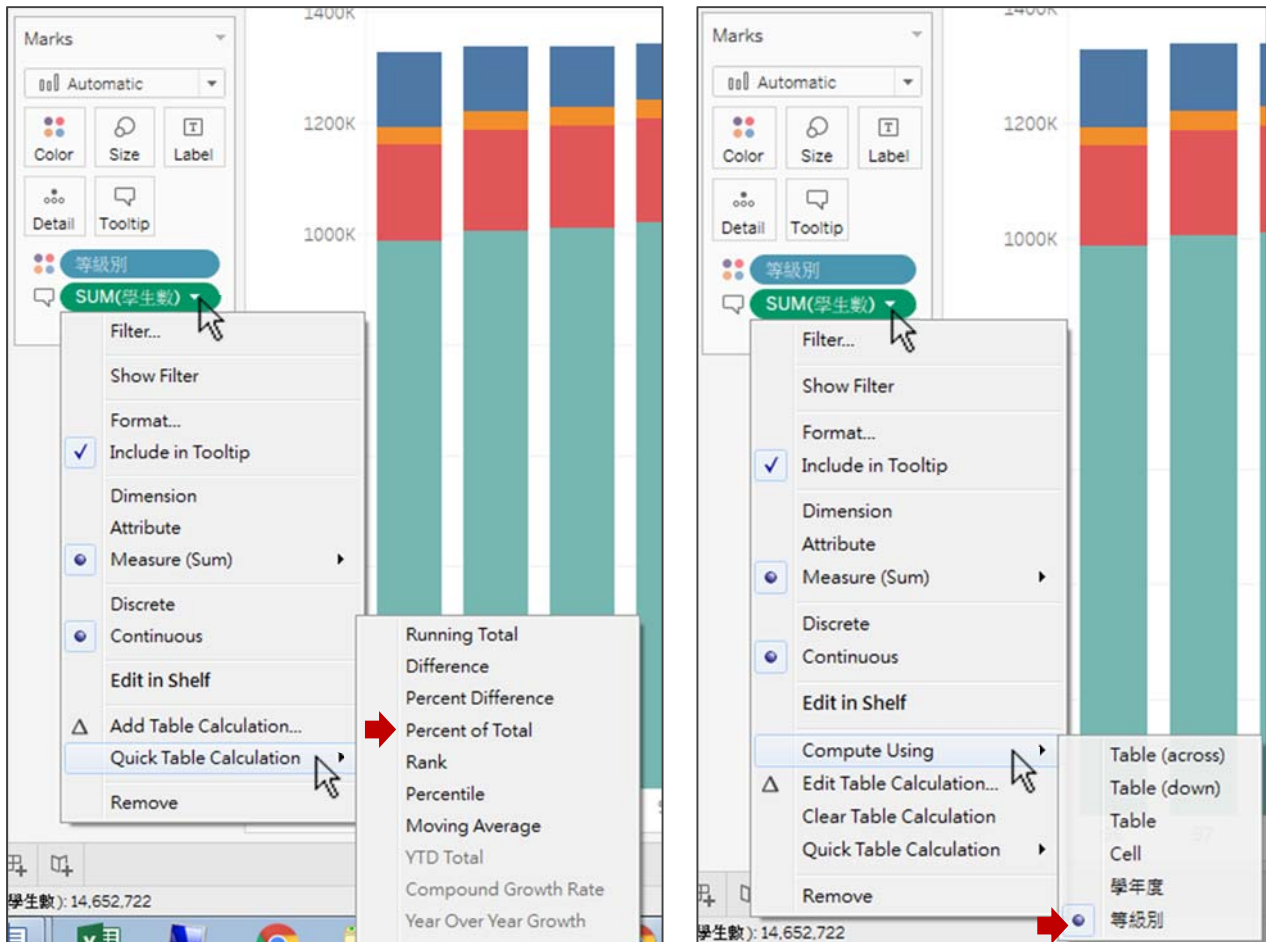 Marks
Automatic
Color
Size
Label
Detail
Tooltip
等級別
SUM(學生數)
Filter...
Show Filter
Format...
Include in Tooltip
Dimension
Attribute
Measure (Sum)
Discrete
Continuous
Edit in Shelf
Add Table Calculation...
Quick Table Calculation
Remove
Running Total
Difference
Percent Difference
Percent of Total
Rank
Percentile
Moving Average
YTD Total
Compound Growth Rate
Year Over Year Growth
1400K
1200K
1000K
學生數): 14,652,722
Marks
Automatic
Color
Size
Label
Detail
Tooltip
等級別
SUM(學生數)
Filter...
Show Filter
Format...
Include in Tooltip
Dimension
Attribute
Measure (Sum)
Discrete
Continuous
Edit in Shelf
Compute Using
Edit Table Calculation...
Clear Table Calculation
Quick Table Calculation
Remove
Table (across)
Table (down)
Table
Cell
學年度
等級別
1400K
1200K
1000K
97
學生數): 14,652,722